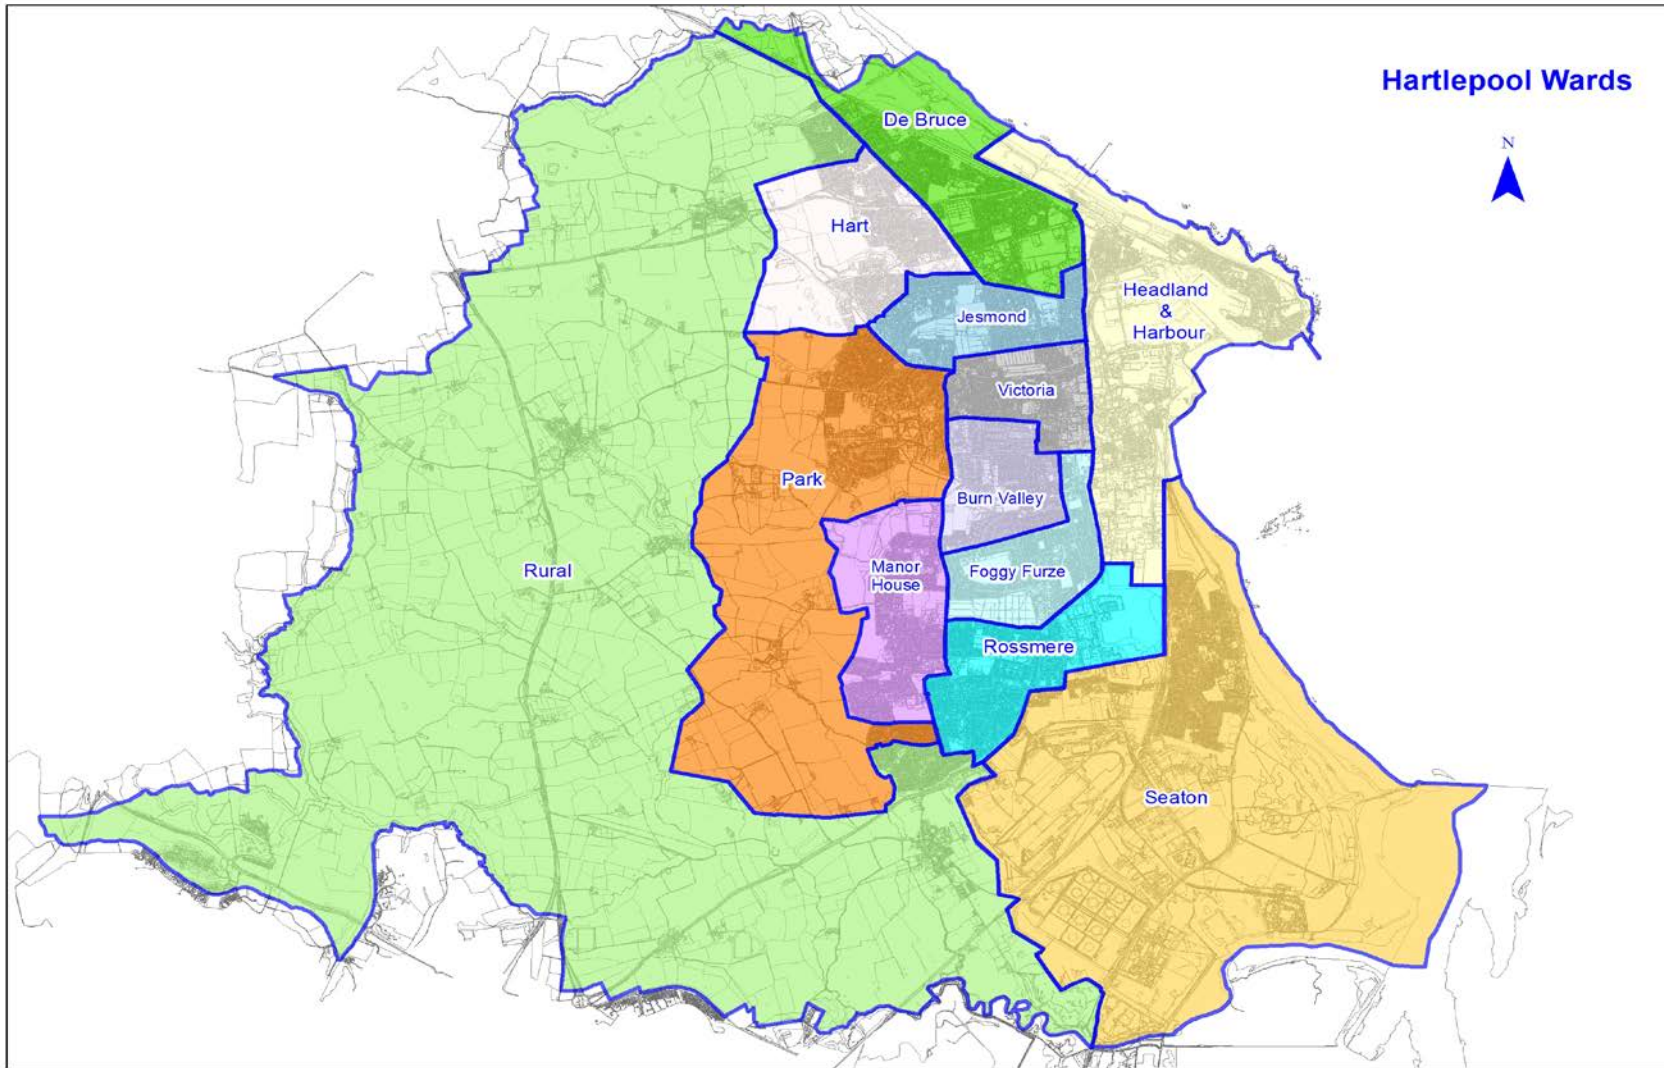 Hartlepool Wards
N
De Bruce
Hart
Headland
&
Harbour
Jesmond
Victoria
Park
Burn Valley
Rural
Manor
House
Foggy Furze
Rossmere
Seaton